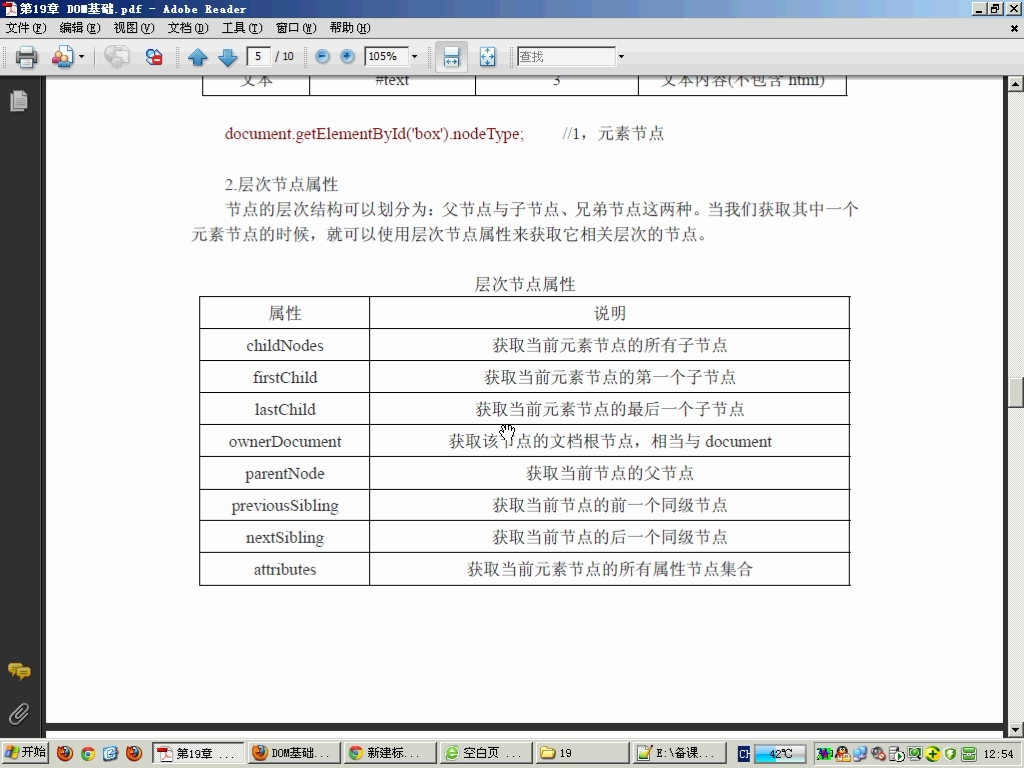 第19章 DOM基础.pdf - Adobe Reader
文件(F) 编辑(E) 视图(V) 文档(D) 工具(T) 窗口(W) 帮助(H)
5 / 10 105% 查找
文本 #text 3 文本内容(不包含 html)
document.getElementById('box').nodeType; //1，元素节点
2.层次节点属性
节点的层次结构可以划分为：父节点与子节点、兄弟节点这两种。当我们获取其中一个
元素节点的时候，就可以使用层次节点属性来获取它相关层次的节点。
层次节点属性
属性 说明
childNodes 获取当前元素节点的所有子节点
firstChild 获取当前元素节点的第一个子节点
lastChild 获取当前元素节点的最后一个子节点
ownerDocument 获取该节点的文档根节点，相当与 document
parentNode 获取当前节点的父节点
previousSibling 获取当前节点的前一个同级节点
nextSibling 获取当前节点的后一个同级节点
attributes 获取当前元素节点的所有属性节点集合
开始 第19章 ... DOM基础... 新建标... 空白页 ... 19 E:\备课... CH 42℃ 12:54